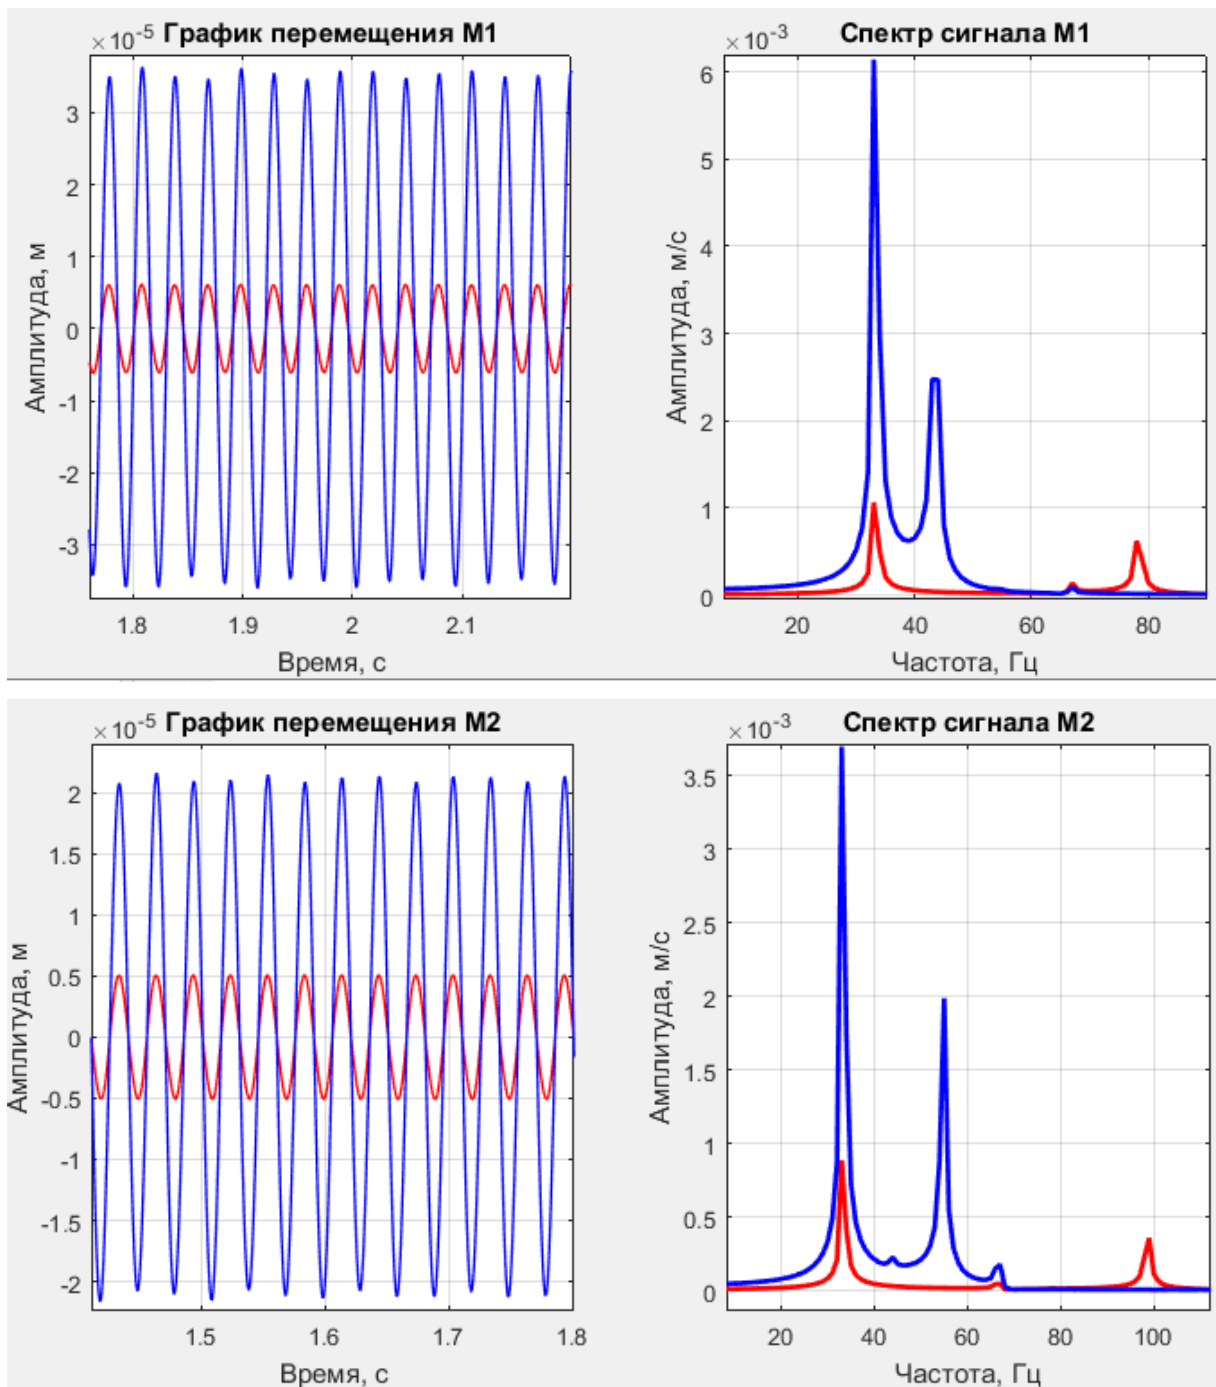 ×10-5 График перемещения М1
3
2
1
0
-1
-2
-3
Амплитуда, м
1.8 1.9 2 2.1
Время, с
×10-3 Спектр сигнала М1
6
5
4
3
2
1
0
Амплитуда, м/с
20 40 60 80
Частота, Гц
×10-5 График перемещения М2
2
1.5
1
0.5
0
-0.5
-1
-1.5
-2
Амплитуда, м
1.5 1.6 1.7 1.8
Время, с
×10-3 Спектр сигнала М2
3.5
3
2.5
2
1.5
1
0.5
0
Амплитуда, м/с
20 40 60 80 100
Частота, Гц